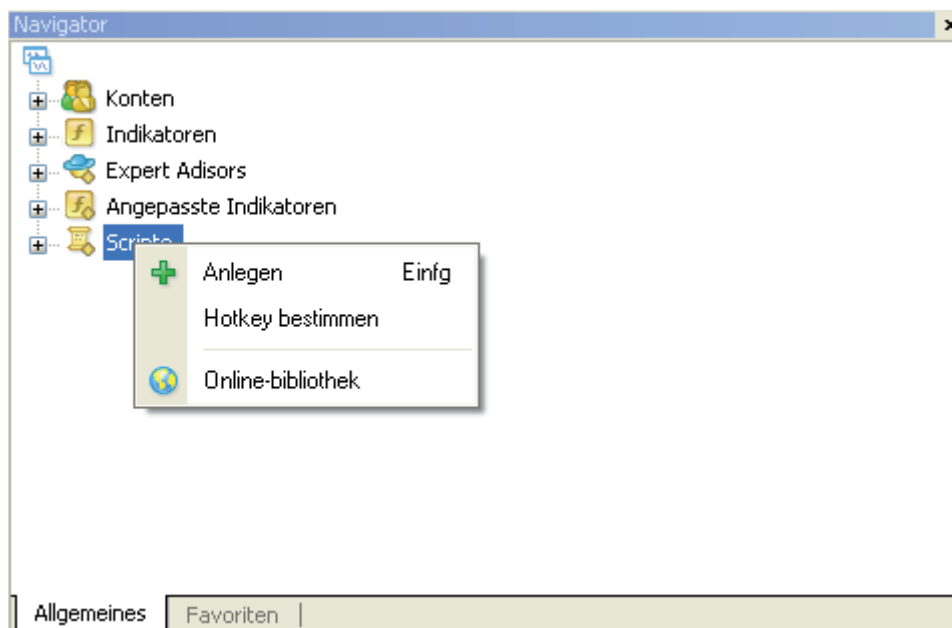 Navigator
Konten
Indikatoren
Expert Adisors
Angepasste Indikatoren
Scripte
Anlegen Einfg
Hotkey bestimmen
Online-bibliothek
Allgemeines Favoriten